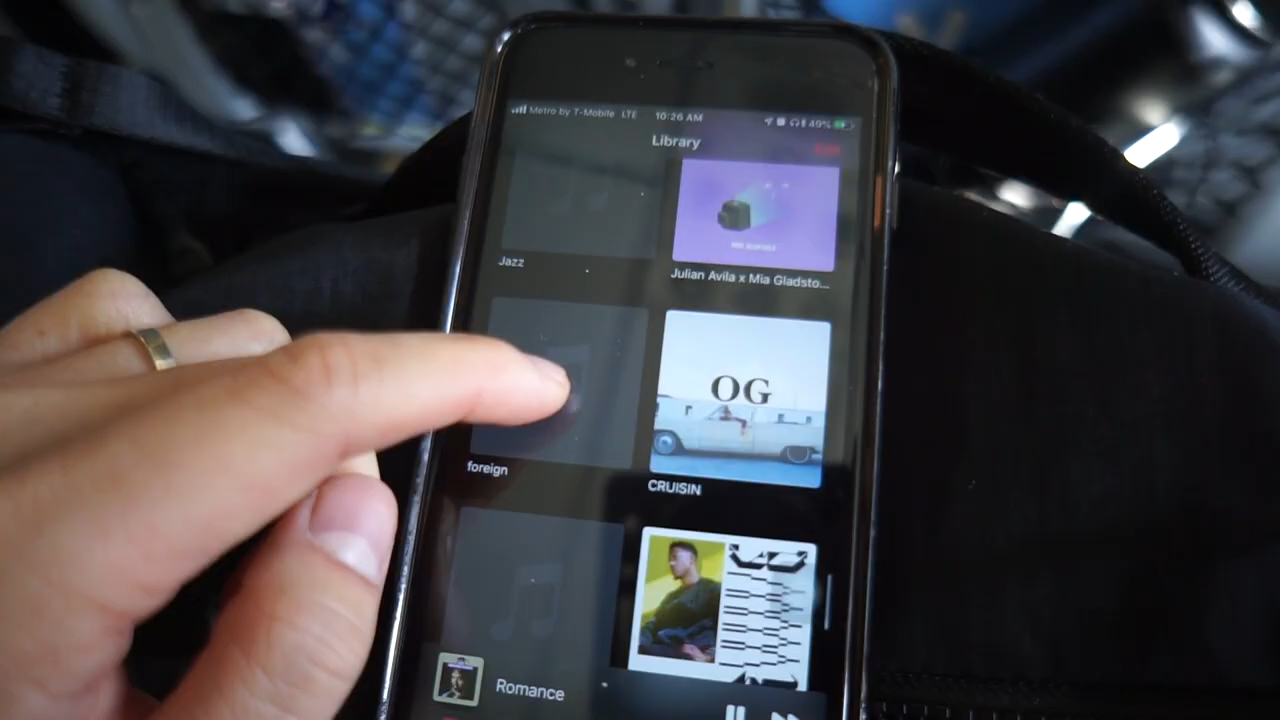 Metro by T-Mobile LTE 10:26 AM 49%
Library
Jazz
Julian Avila x Mia Gladsto...
OG
foreign
CRUISIN
Romance